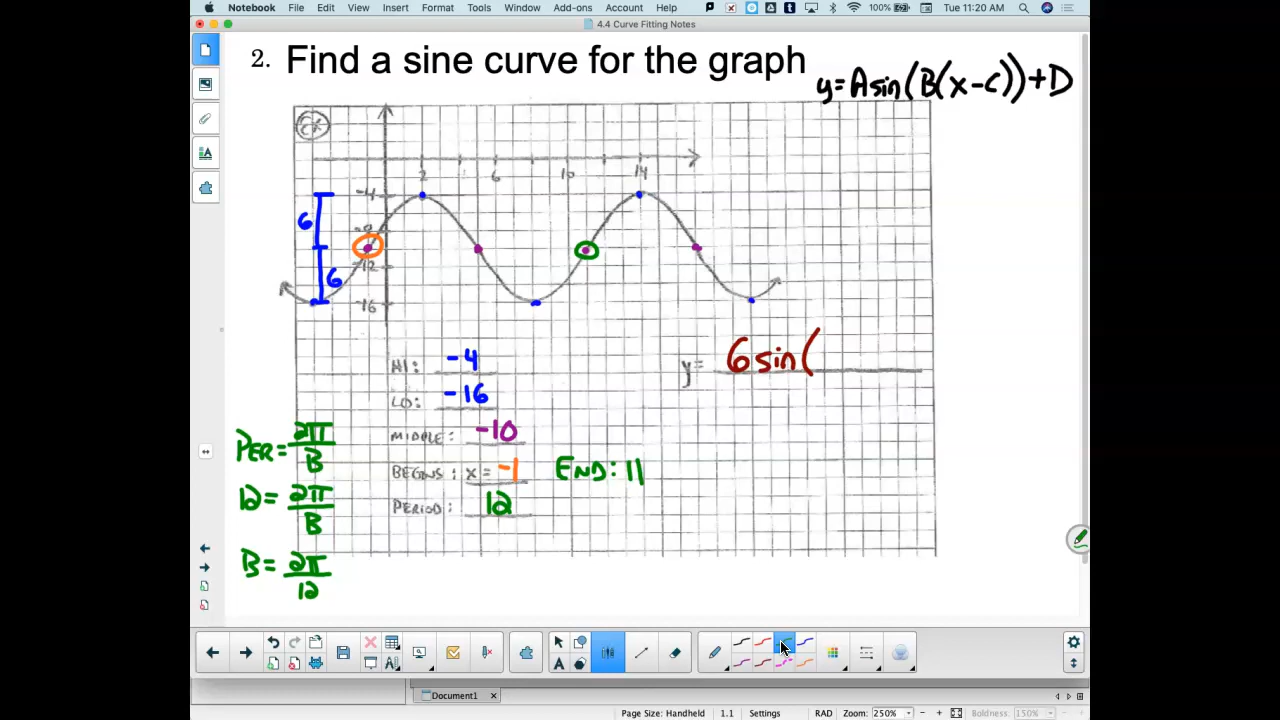 Notebook File Edit View Insert Format Tools Window Add-ons Account Help 100% Tue 11:20 AM
4.4 Curve Fitting Notes
2. Find a sine curve for the graph
y=Asin(B(x-c))+D
2 6 10 14
-4
6
-12
6
-16
HI: -4
y= 6sin(
LO: -16
MIDDLE: -10
PER= 2π/B
BEGINS: x= -1 END: 11
12= 2π/B
PERIOD: 12
B= 2π/12
Document1
Page Size: Handheld 1.1 Settings RAD Zoom: 250% Boldness: 150%